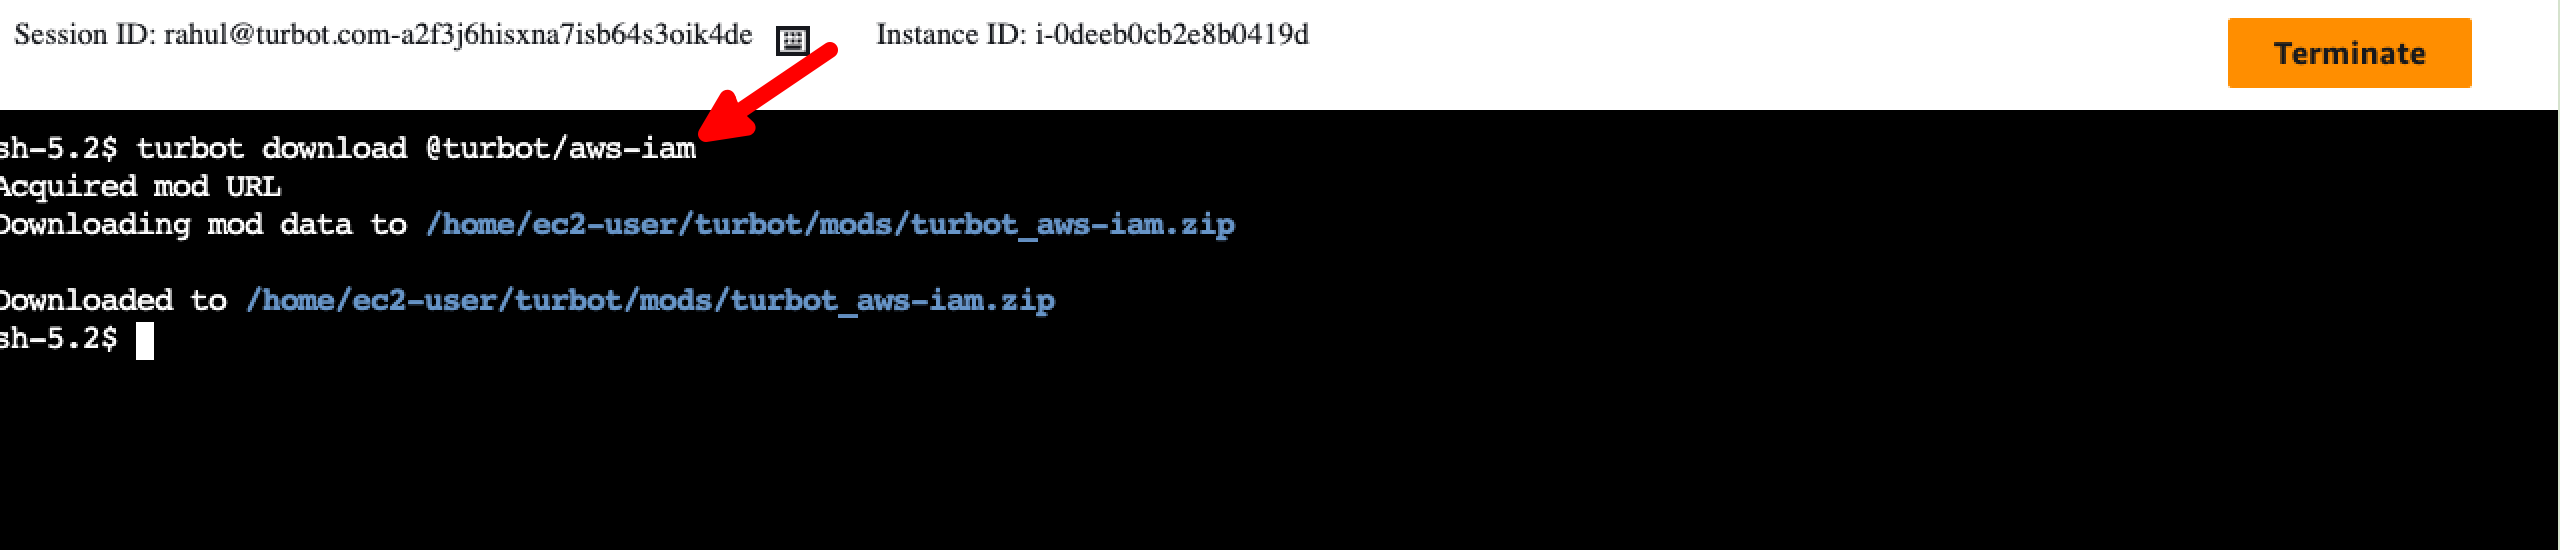 Session ID: rahul@turbot.com-a2f3j6hisxna7isb64s3oik4de Instance ID: i-0deeb0cb2e8b0419d Terminate
sh-5.2$ turbot download @turbot/aws-iam
Acquired mod URL
Downloading mod data to /home/ec2-user/turbot/mods/turbot_aws-iam.zip
Downloaded to /home/ec2-user/turbot/mods/turbot_aws-iam.zip
sh-5.2$